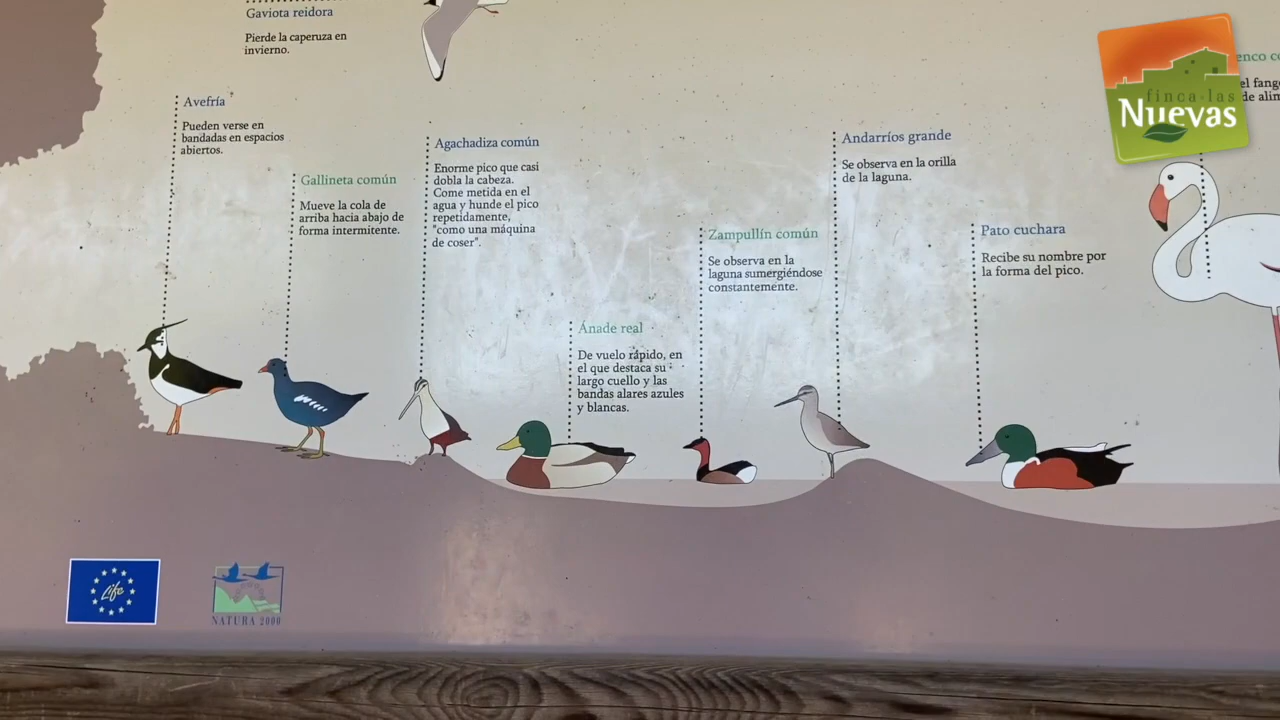 Gaviota reidora
Pierde la caperuza en
invierno.
Avefría
Pueden verse en
bandadas en espacios
abiertos.
Gallineta común
Mueve la cola de
arriba hacia abajo de
forma intermitente.
Agachadiza común
Enorme pico que casi
dobla la cabeza.
Come metida en el
agua y hunde el pico
repetidamente,
"como una máquina
de coser".
Ánade real
De vuelo rápido, en
el que destaca su
largo cuello y las
bandas alares azules
y blancas.
Zampullín común
Se observa en la
laguna sumergiéndose
constantemente.
Andarríos grande
Se observa en la orilla
de la laguna.
Pato cuchara
Recibe su nombre por
la forma del pico.
finca las
Nuevas
el
de
Life
NATURA 2000